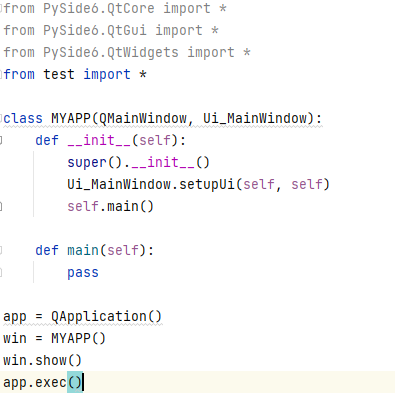 from PySide6.QtCore import *
from PySide6.QtGui import *
from PySide6.QtWidgets import *
from test import *
class MYAPP(QMainWindow, Ui_MainWindow):
    def __init__(self):
        super().__init__()
        Ui_MainWindow.setupUi(self, self)
        self.main()
    def main(self):
        pass
app = QApplication()
win = MYAPP()
win.show()
app.exec()